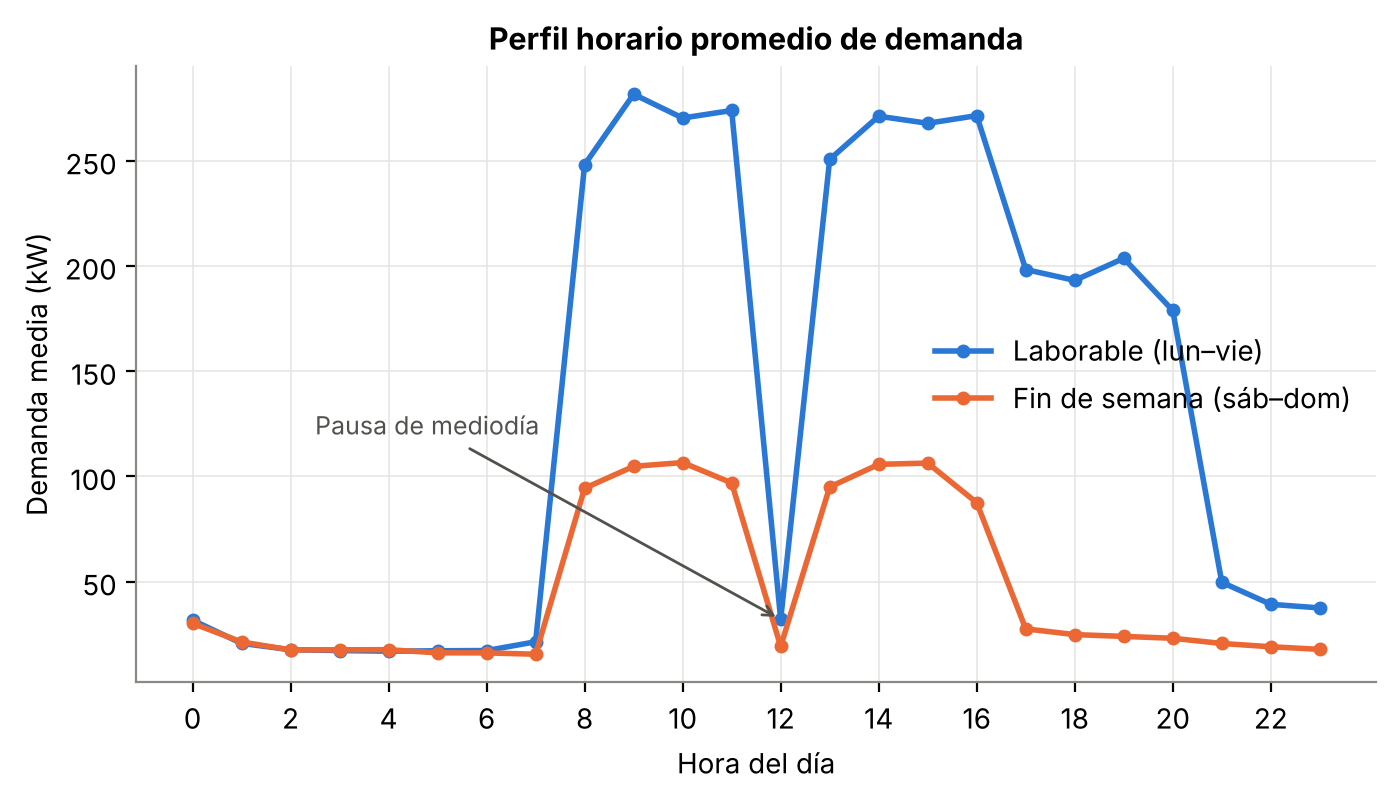 Perfil horario promedio de demanda
Demanda media (kW)
250
200
150
100
50
Laborable (lun–vie)
Fin de semana (sáb–dom)
Pausa de mediodía
0 2 4 6 8 10 12 14 16 18 20 22
Hora del día